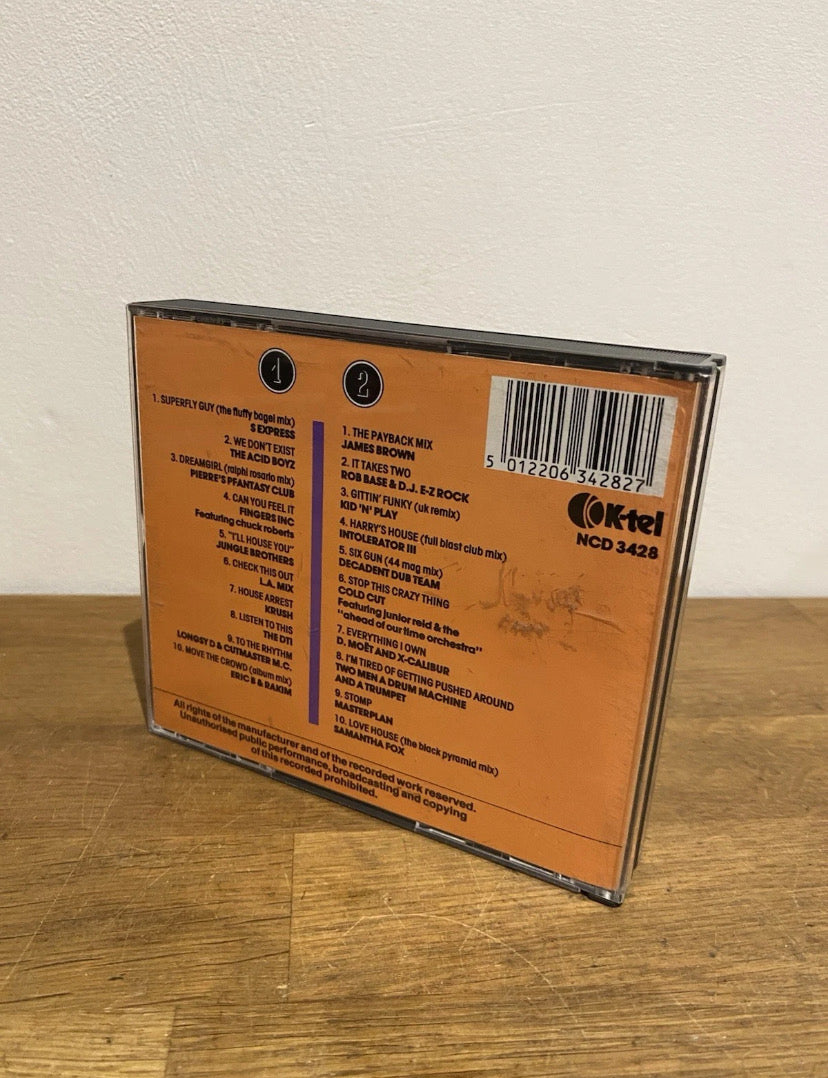 1
1. SUPERFLY GUY (the fluffy bagel mix)
S EXPRESS
2. WE DON'T EXIST
THE ACID BOYZ
3. DREAMGIRL (ralphi rosario mix)
PIERRE'S PFANTASY CLUB
4. CAN YOU FEEL IT
FINGERS INC
Featuring chuck roberts
5. "I'LL HOUSE YOU"
JUNGLE BROTHERS
6. CHECK THIS OUT
L.A. MIX
7. HOUSE ARREST
KRUSH
8. LISTEN TO THIS
THE DTI
9. TO THE RHYTHM
LONGSY D & CUTMASTER M.C.
10. MOVE THE CROWD (album mix)
ERIC B & RAKIM
2
1. THE PAYBACK MIX
JAMES BROWN
2. IT TAKES TWO
ROB BASE & D.J. E-Z ROCK
3. GITTIN' FUNKY (uk remix)
KID 'N' PLAY
4. HARRY'S HOUSE (full blast club mix)
INTOLERATOR III
5. SIX GUN (44 mag mix)
DECADENT DUB TEAM
6. STOP THIS CRAZY THING
COLD CUT
Featuring junior reid & the
"ahead of our time orchestra"
7. EVERYTHING I OWN
D. MOËT AND X-CALIBUR
8. I'M TIRED OF GETTING PUSHED AROUND
TWO MEN A DRUM MACHINE
AND A TRUMPET
9. STOMP
MASTERPLAN
10. LOVE HOUSE (the black pyramid mix)
SAMANTHA FOX
5 012206 342827
K-tel
NCD 3428
All rights of the manufacturer and of the recorded work reserved.
Unauthorised public performance, broadcasting and copying
of this recorded prohibited.